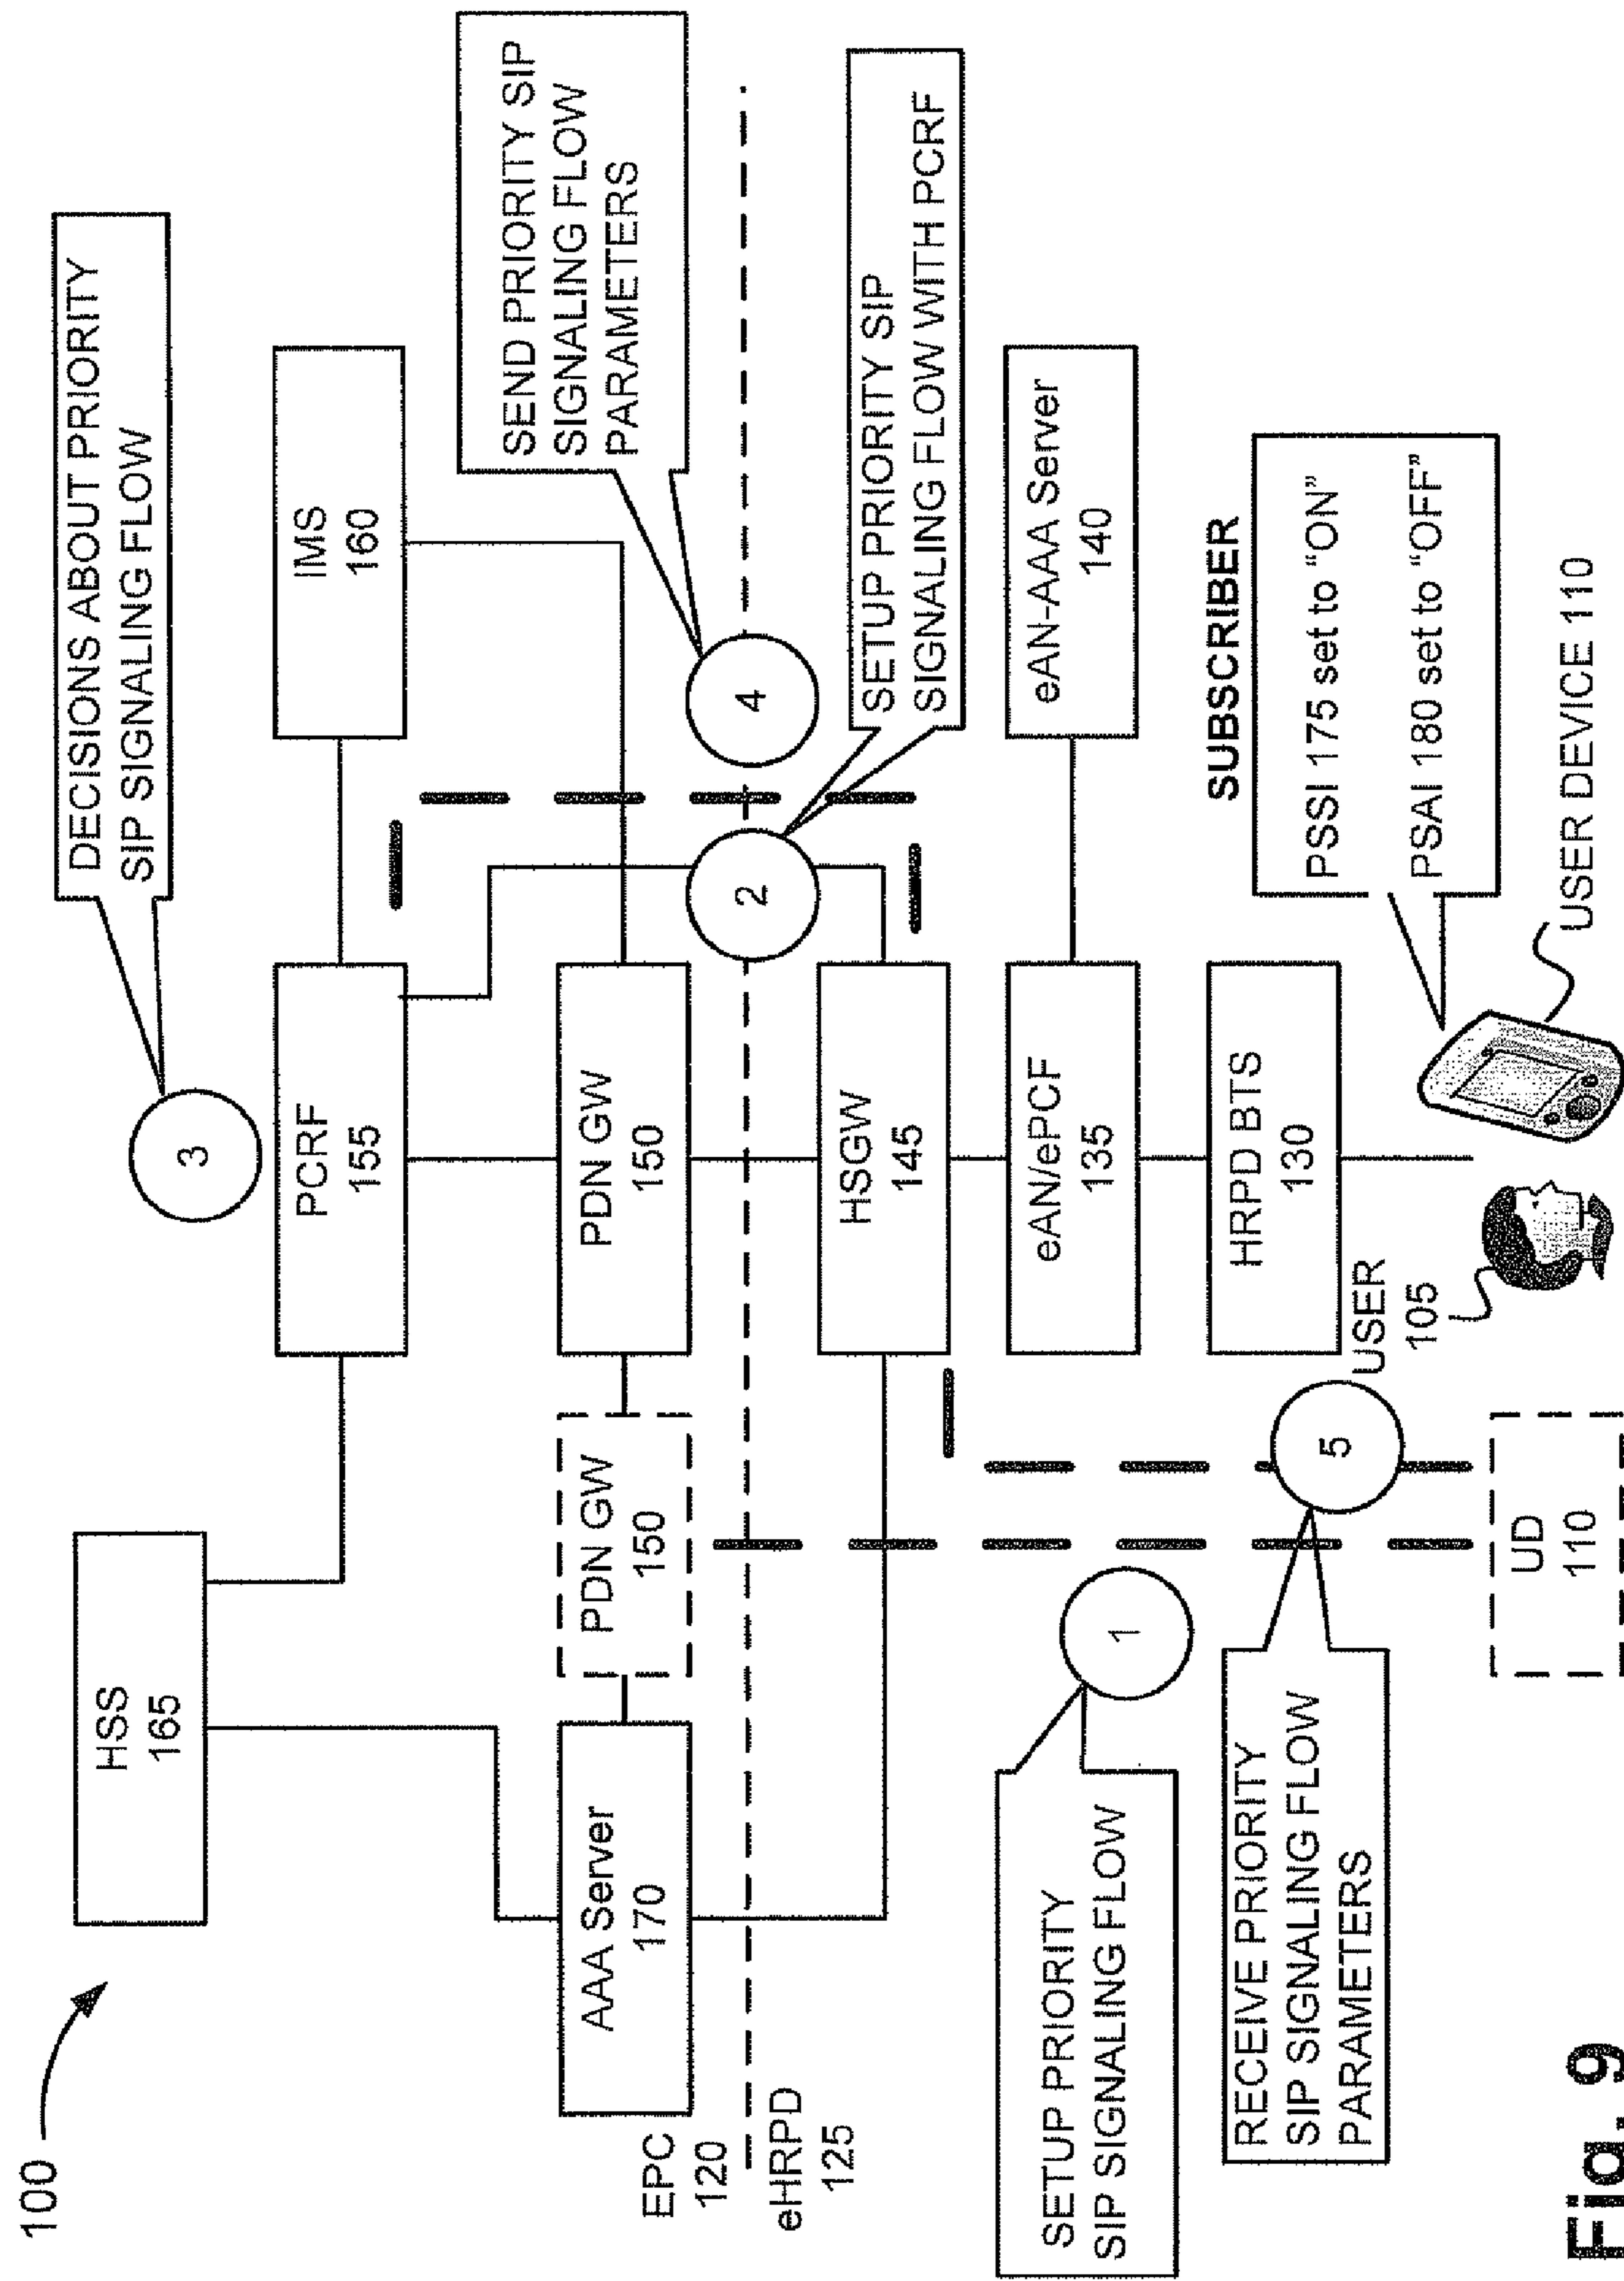 100
HSS
165
DECISIONS ABOUT PRIORITY
SIP SIGNALING FLOW
3
PCRF
155
IMS
160
SEND PRIORITY SIP
SIGNALING FLOW
PARAMETERS
AAA Server
170
PDN GW
150
PDN GW
150
EPC
120
eHRPD
125
2
4
SETUP PRIORITY SIP
SIGNALING FLOW WITH PCRF
HSGW
145
SETUP PRIORITY
SIP SIGNALING FLOW
1
eAN/ePCF
135
eAN-AAA Server
140
RECEIVE PRIORITY
SIP SIGNALING FLOW
PARAMETERS
5
HRPD BTS
130
USER
105
SUBSCRIBER
PSSI 175 set to “ON”
PSAI 180 set to “OFF”
UD
110
USER DEVICE 110
Fig. 9